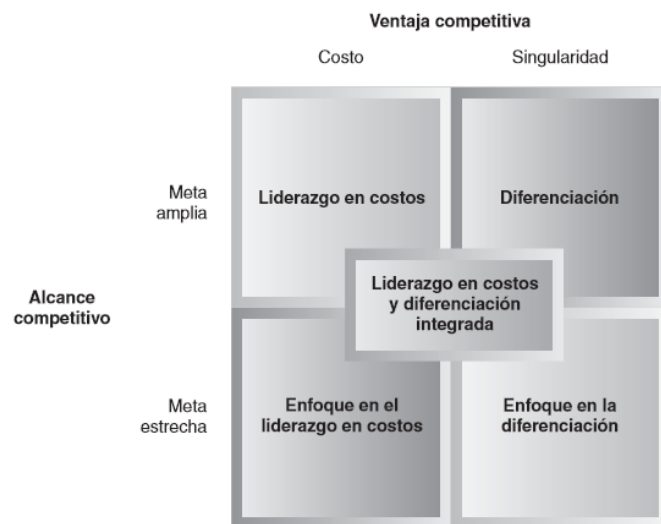 Ventaja competitiva
Costo
Singularidad
Meta
amplia
Liderazgo en costos
Diferenciación
Alcance
competitivo
Liderazgo en costos
y diferenciación
integrada
Meta
estrecha
Enfoque en el
liderazgo en costos
Enfoque en la
diferenciación